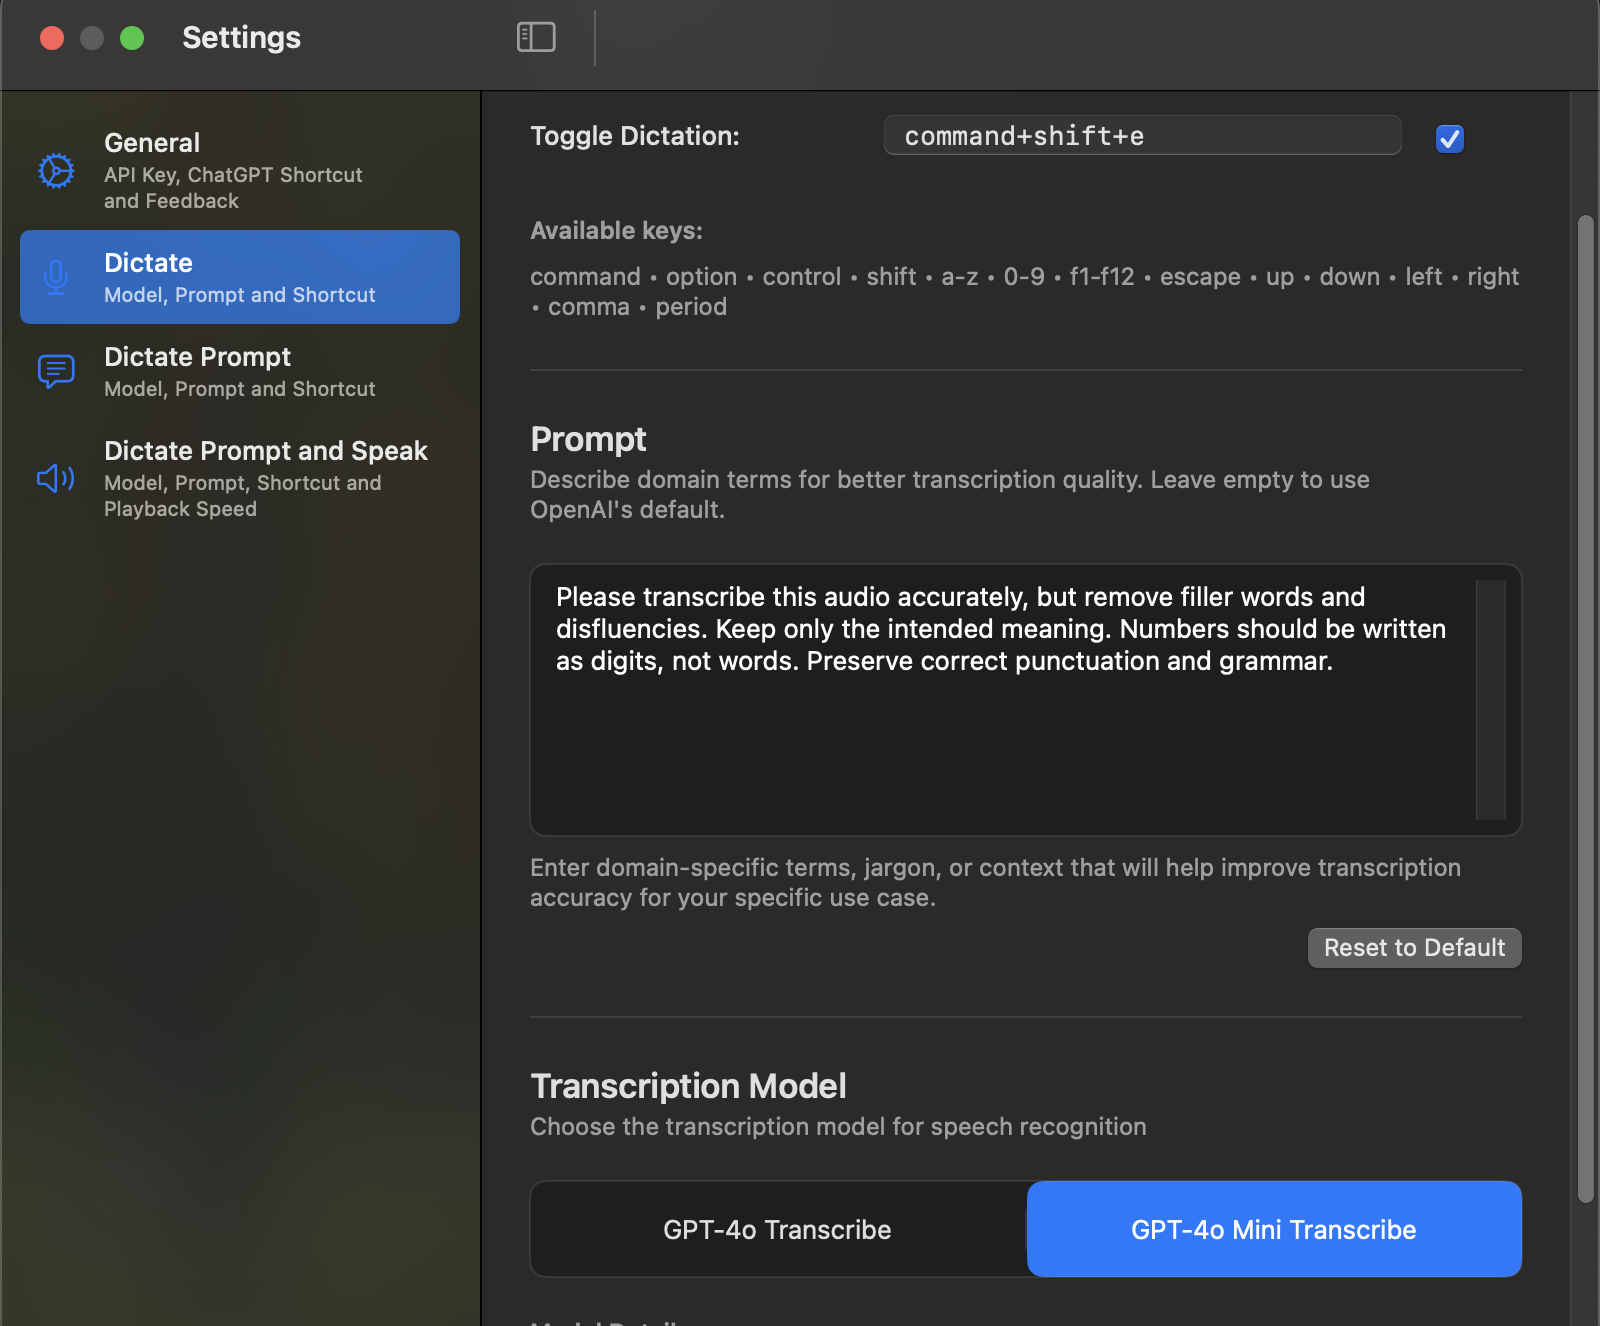 Settings
General
API Key, ChatGPT Shortcut
and Feedback
Dictate
Model, Prompt and Shortcut
Dictate Prompt
Model, Prompt and Shortcut
Dictate Prompt and Speak
Model, Prompt, Shortcut and
Playback Speed
Toggle Dictation:
command+shift+e
Available keys:
command • option • control • shift • a-z • 0-9 • f1-f12 • escape • up • down • left • right
• comma • period
Prompt
Describe domain terms for better transcription quality. Leave empty to use
OpenAI's default.
Please transcribe this audio accurately, but remove filler words and
disfluencies. Keep only the intended meaning. Numbers should be written
as digits, not words. Preserve correct punctuation and grammar.
Enter domain-specific terms, jargon, or context that will help improve transcription
accuracy for your specific use case.
Reset to Default
Transcription Model
Choose the transcription model for speech recognition
GPT-4o Transcribe
GPT-4o Mini Transcribe